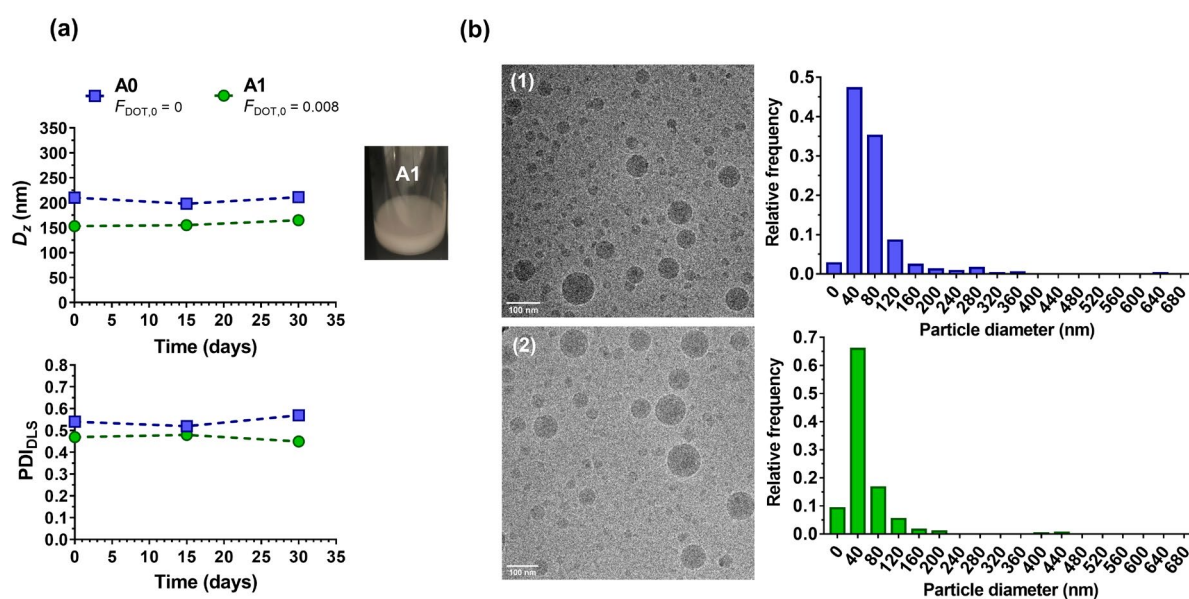 (a)
A0
F_DOT,0 = 0
A1
F_DOT,0 = 0.008
350
300
250
200
150
100
50
0
D_z (nm)
0 5 10 15 20 25 30 35
Time (days)
A1
0.8
0.7
0.6
0.5
0.4
0.3
0.2
0.1
0.0
PDI_DLS
0 5 10 15 20 25 30 35
Time (days)
(b)
(1)
100 nm
0.5
0.4
0.3
0.2
0.1
0.0
Relative frequency
0 40 80 120 160 200 240 280 320 360 400 440 480 520 560 600 640 680
Particle diameter (nm)
(2)
100 nm
0.7
0.6
0.5
0.4
0.3
0.2
0.1
0.0
Relative frequency
0 40 80 120 160 200 240 280 320 360 400 440 480 520 560 600 640 680
Particle diameter (nm)